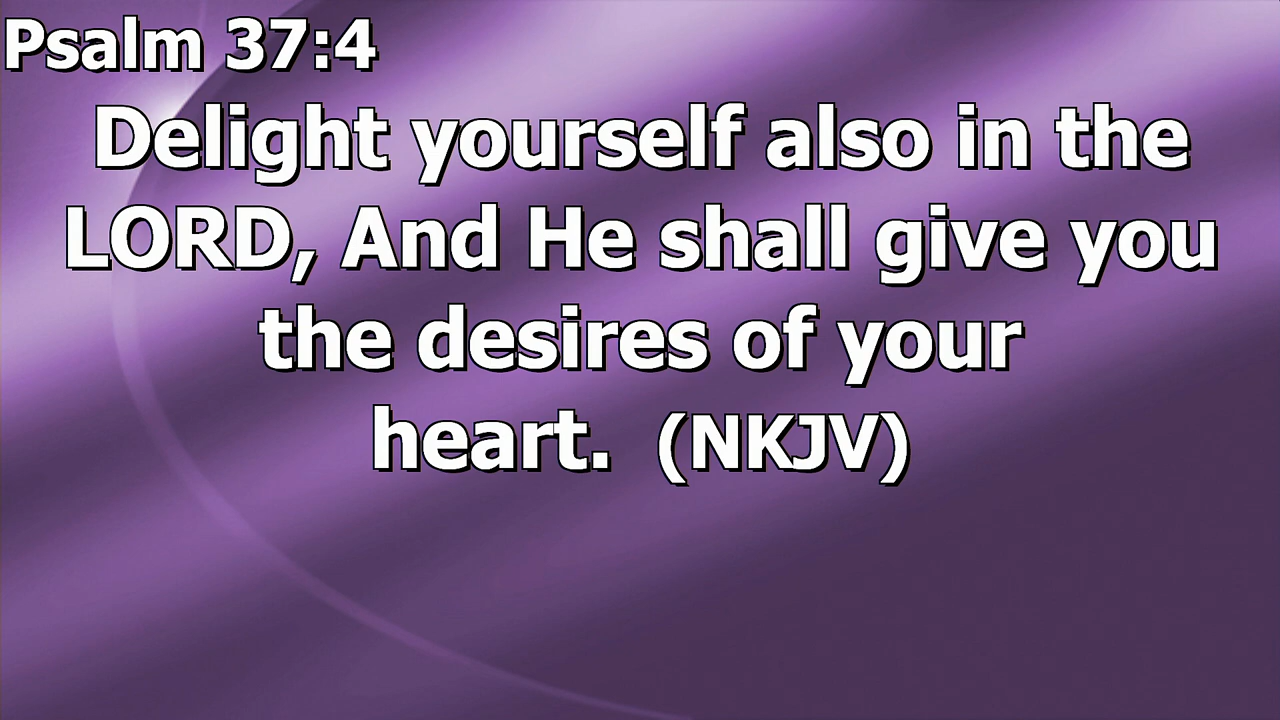 Psalm 37:4
Delight yourself also in the
LORD, And He shall give you
the desires of your
heart.  (NKJV)